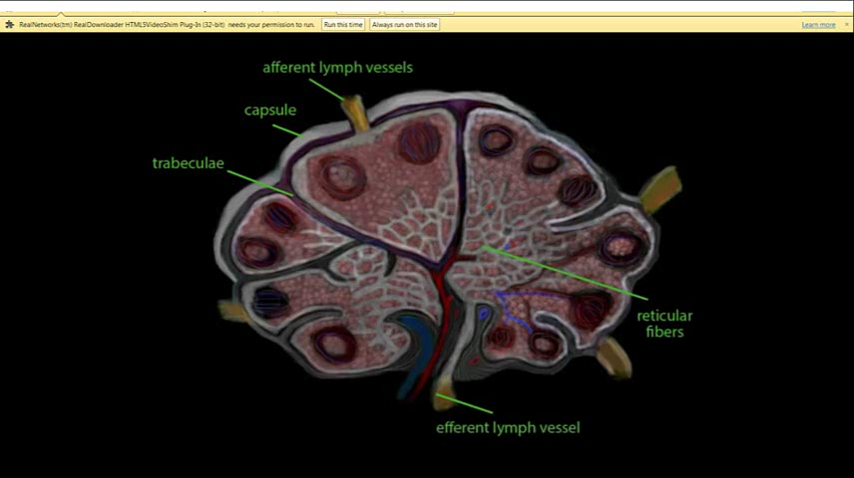 RealNetworks(tm) RealDownloader HTML5VideoShim Plug-In (32-bit) needs your permission to run. Run this time Always run on this site Learn more ×
afferent lymph vessels
capsule
trabeculae
reticular
fibers
efferent lymph vessel